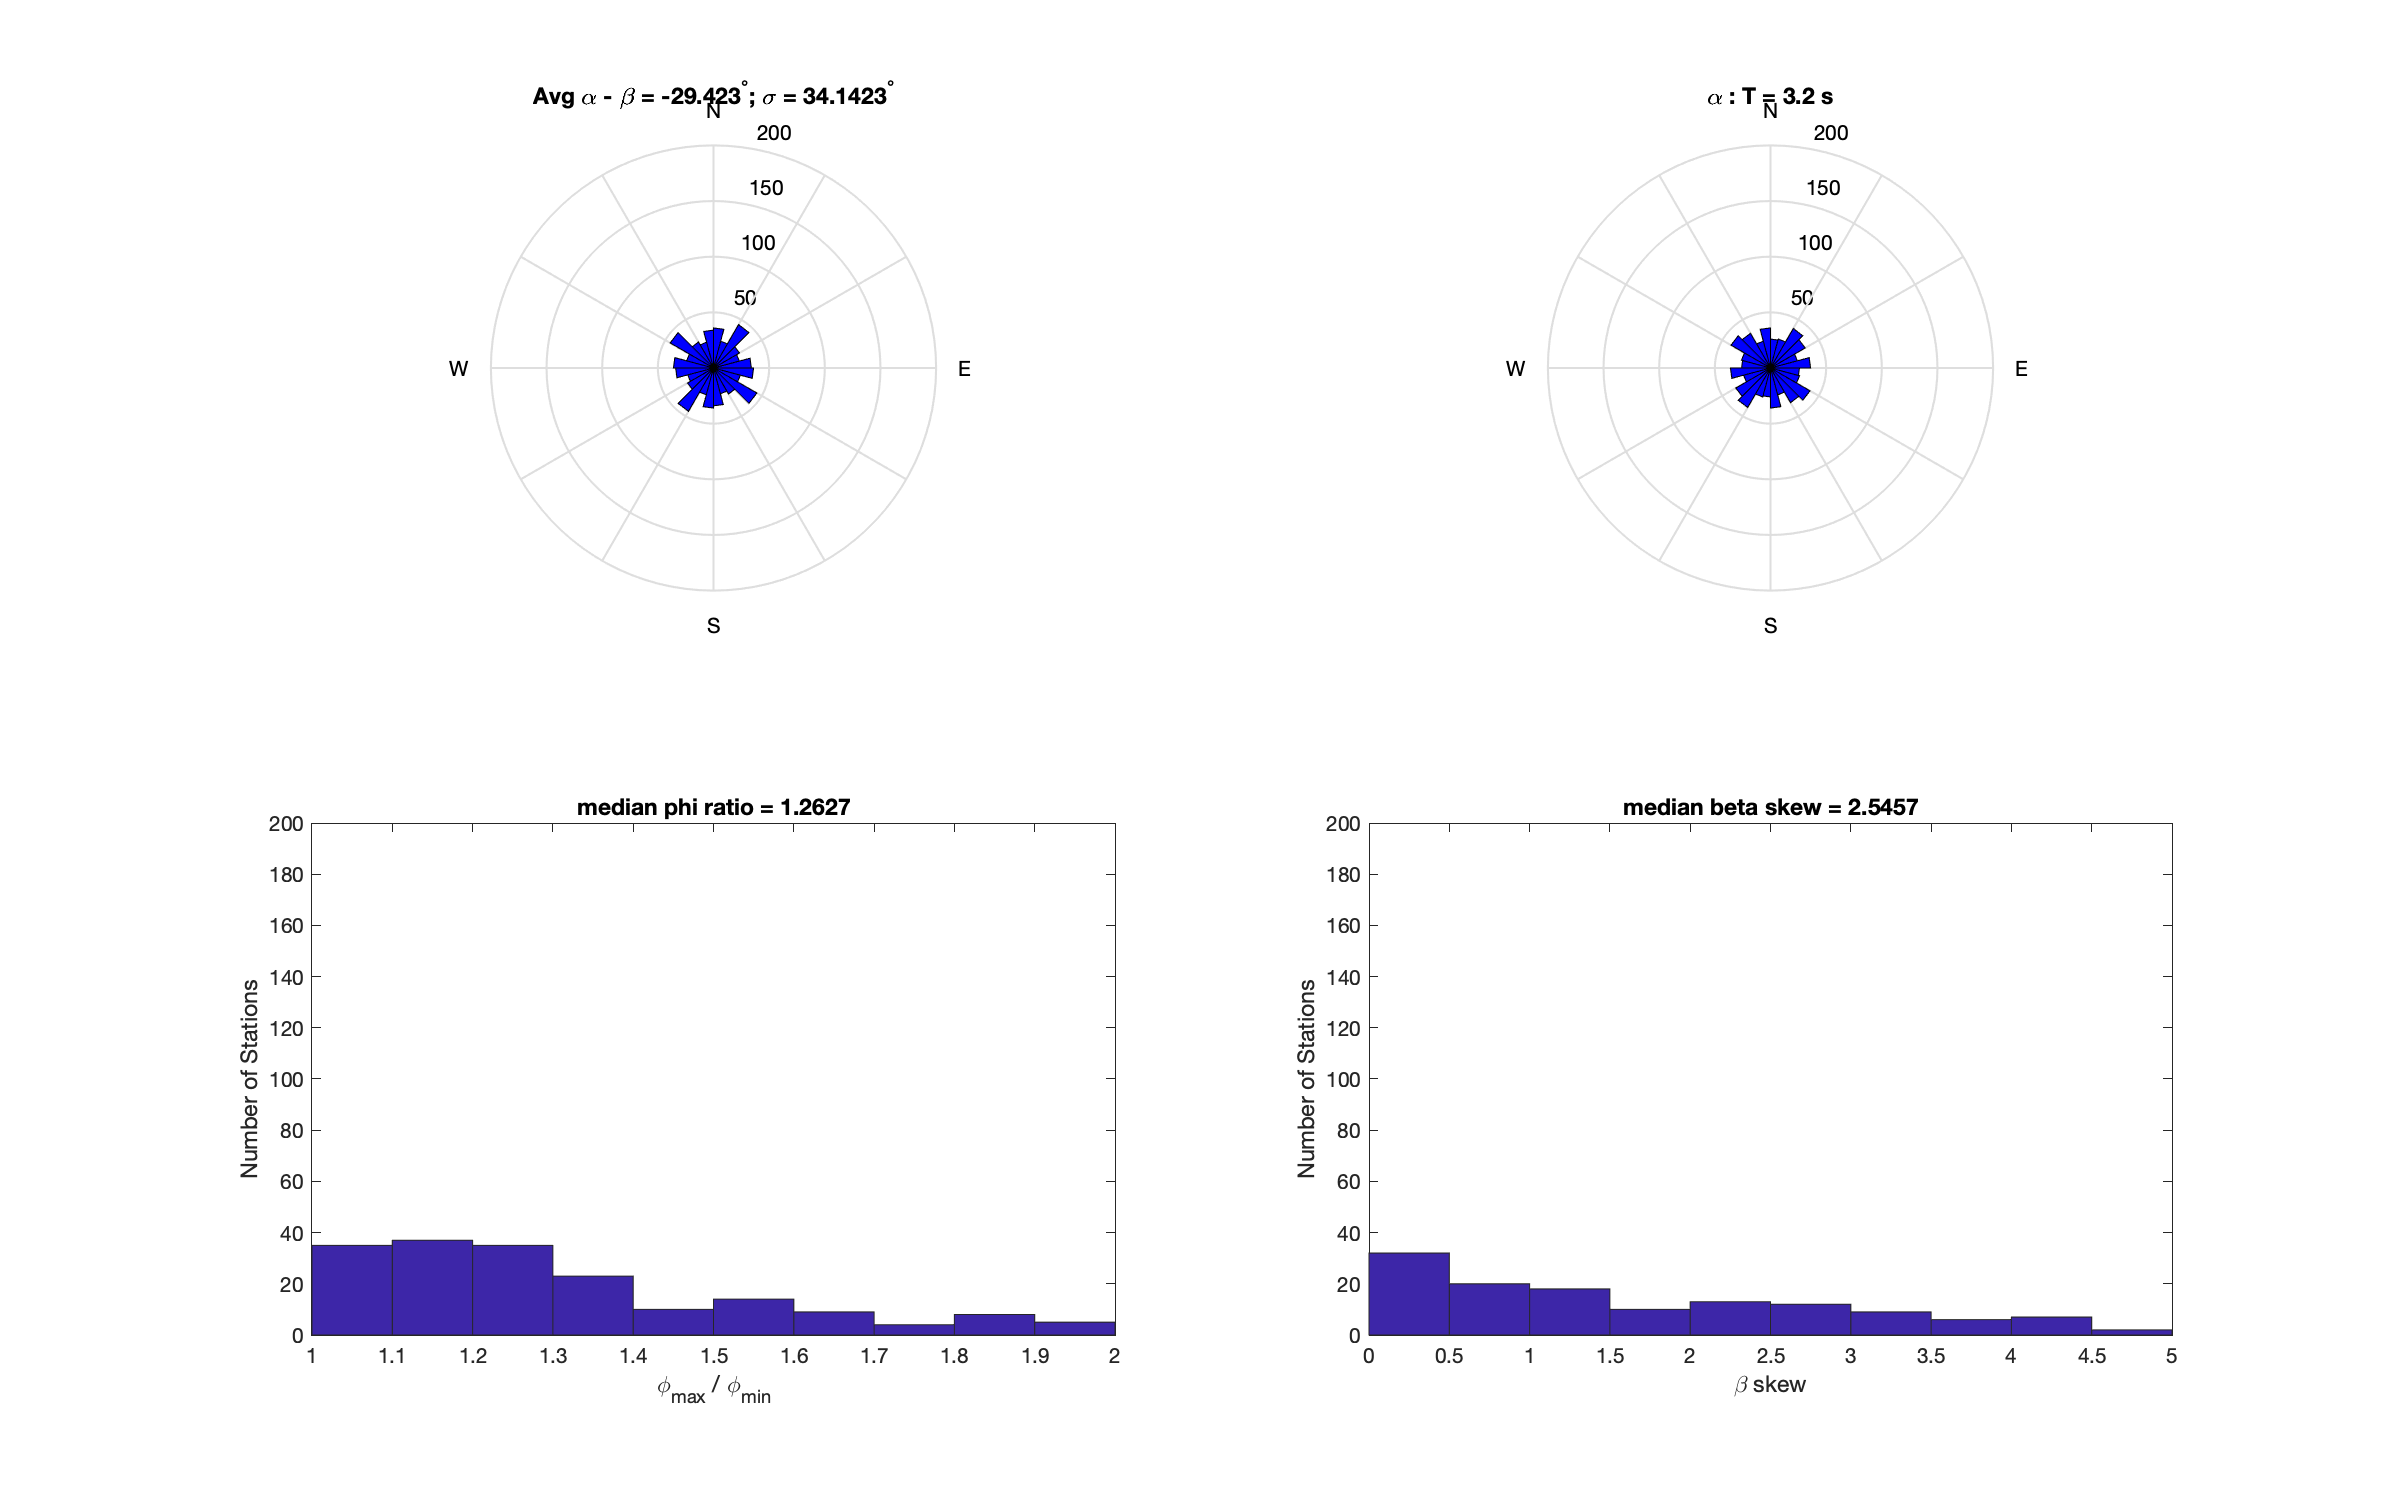 Avg α - β = -29.423°; σ = 34.1423°
N
200
150
100
50
W
E
S
α : T = 3.2 s
N
200
150
100
50
W
E
S
median phi ratio = 1.2627
200
180
160
140
120
100
80
60
40
20
0
Number of Stations
1 1.1 1.2 1.3 1.4 1.5 1.6 1.7 1.8 1.9 2
ϕmax / ϕmin
median beta skew = 2.5457
200
180
160
140
120
100
80
60
40
20
0
Number of Stations
0 0.5 1 1.5 2 2.5 3 3.5 4 4.5 5
β skew